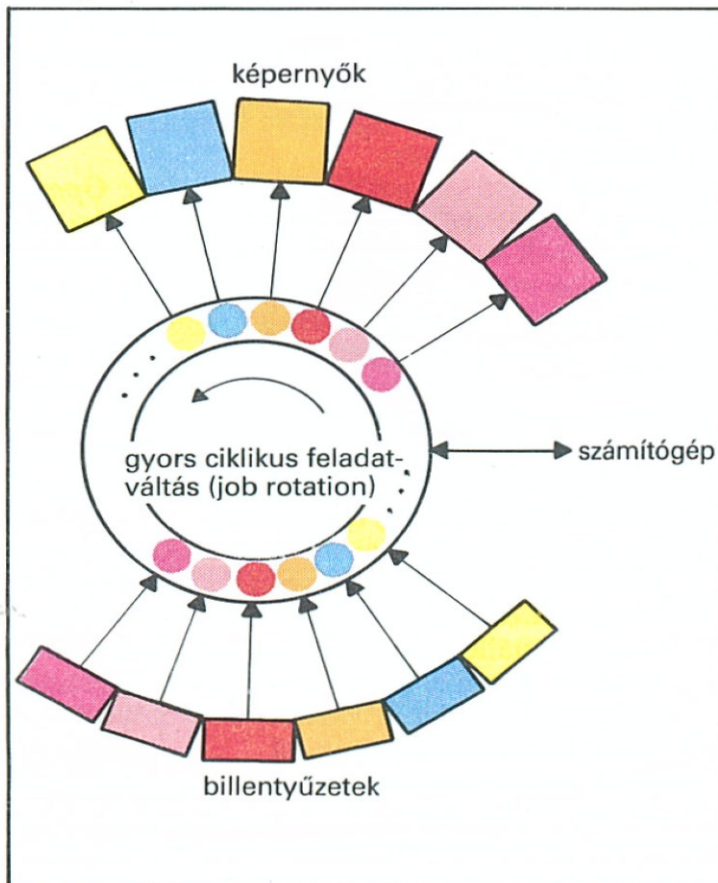 képernyők
gyors ciklikus feladat-
váltás (job rotation)
számítógép
billentyűzetek